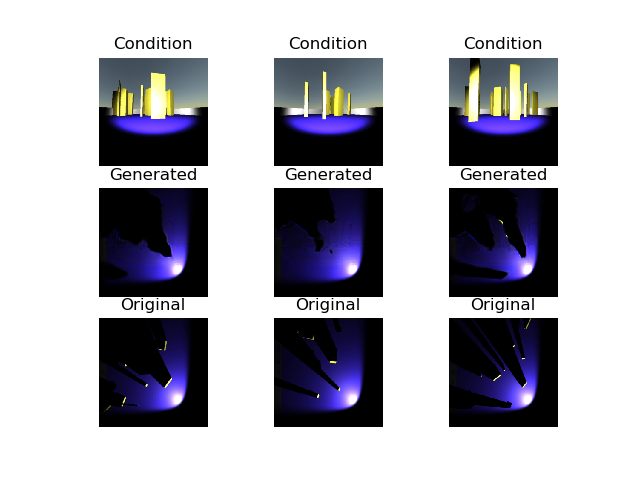 Condition Condition Condition
Generated Generated Generated
Original Original Original